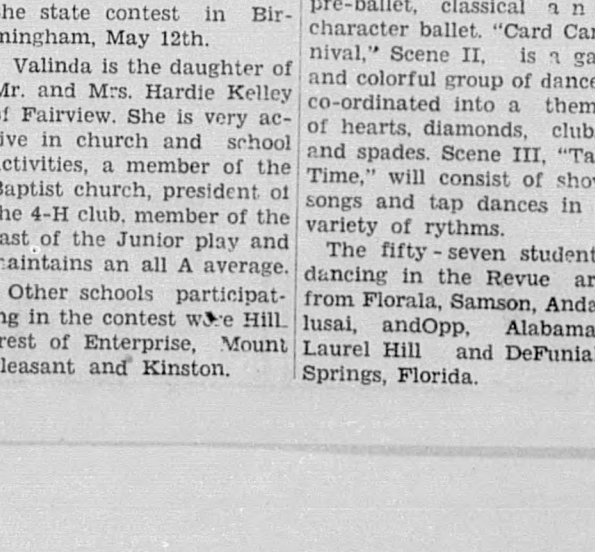 he state contest in Bir-
mingham, May 12th.
Valinda is the daughter of
Mr. and Mrs. Hardie Kelley
of Fairview. She is very ac-
ive in church and school
ctivities, a member of the
Baptist church, president of
he 4-H club, member of the
ast of the Junior play and
aintains an all A average.
Other schools participat-
ng in the contest were Hill
rest of Enterprise, Mount
leasant and Kinston.
pre-ballet, classical a n
character ballet. "Card Car
nival," Scene II, is a ga
and colorful group of dance
co-ordinated into a them
of hearts, diamonds, club
and spades. Scene III, "Ta
Time," will consist of show
songs and tap dances in
variety of rythms.
The fifty-seven student
dancing in the Revue ar
from Florala, Samson, Anda
lusai, andOpp, Alabama
Laurel Hill and DeFunia
Springs, Florida.